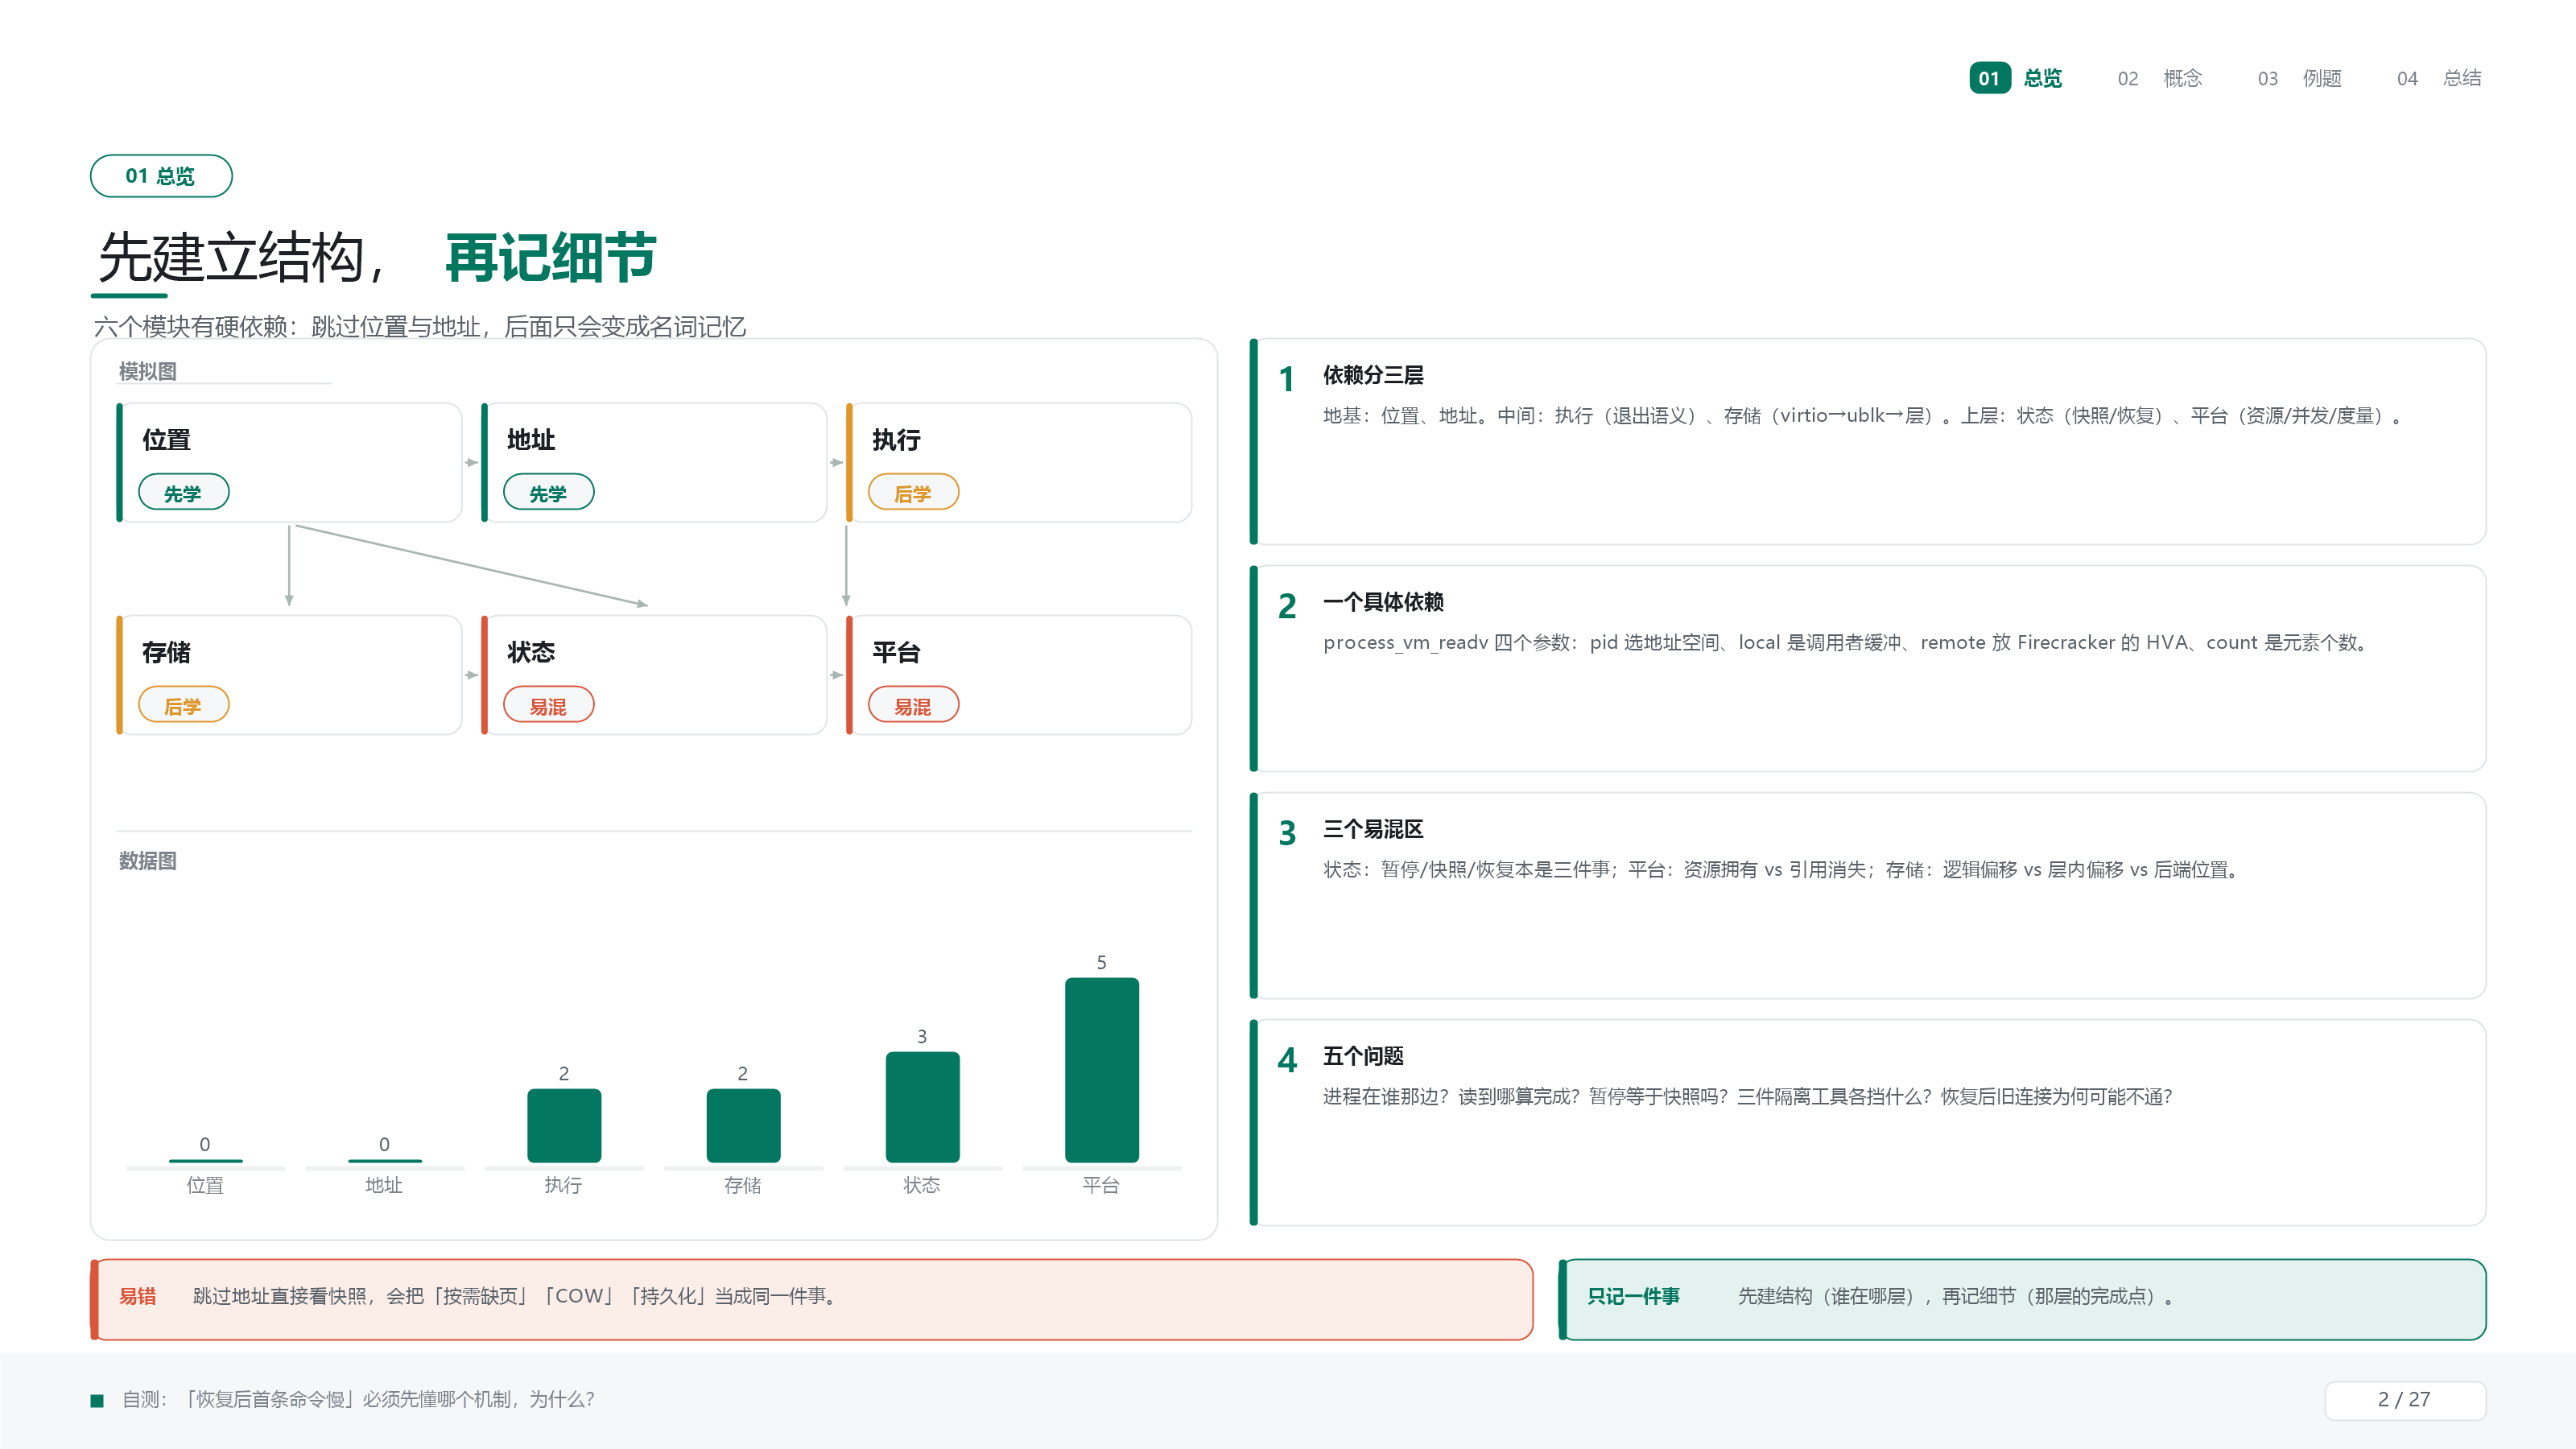 01 总览 02 概念 03 例题 04 总结
01 总览
先建立结构， 再记细节
六个模块有硬依赖：跳过位置与地址，后面只会变成名词记忆
模拟图
位置
先学
地址
先学
执行
后学
存储
后学
状态
易混
平台
易混
数据图
0
0
2
2
3
5
位置
地址
执行
存储
状态
平台
1 依赖分三层
地基：位置、地址。中间：执行（退出语义）、存储（virtio→ublk→层）。上层：状态（快照/恢复）、平台（资源/并发/度量）。
2 一个具体依赖
process_vm_readv 四个参数：pid 选地址空间、local 是调用者缓冲、remote 放 Firecracker 的 HVA、count 是元素个数。
3 三个易混区
状态：暂停/快照/恢复本是三件事；平台：资源拥有 vs 引用消失；存储：逻辑偏移 vs 层内偏移 vs 后端位置。
4 五个问题
进程在谁那边？读到哪算完成？暂停等于快照吗？三件隔离工具各挡什么？恢复后旧连接为何可能不通？
易错 跳过地址直接看快照，会把「按需缺页」「COW」「持久化」当成同一件事。
只记一件事 先建结构（谁在哪层），再记细节（那层的完成点）。
自测：「恢复后首条命令慢」必须先懂哪个机制，为什么？
2 / 27